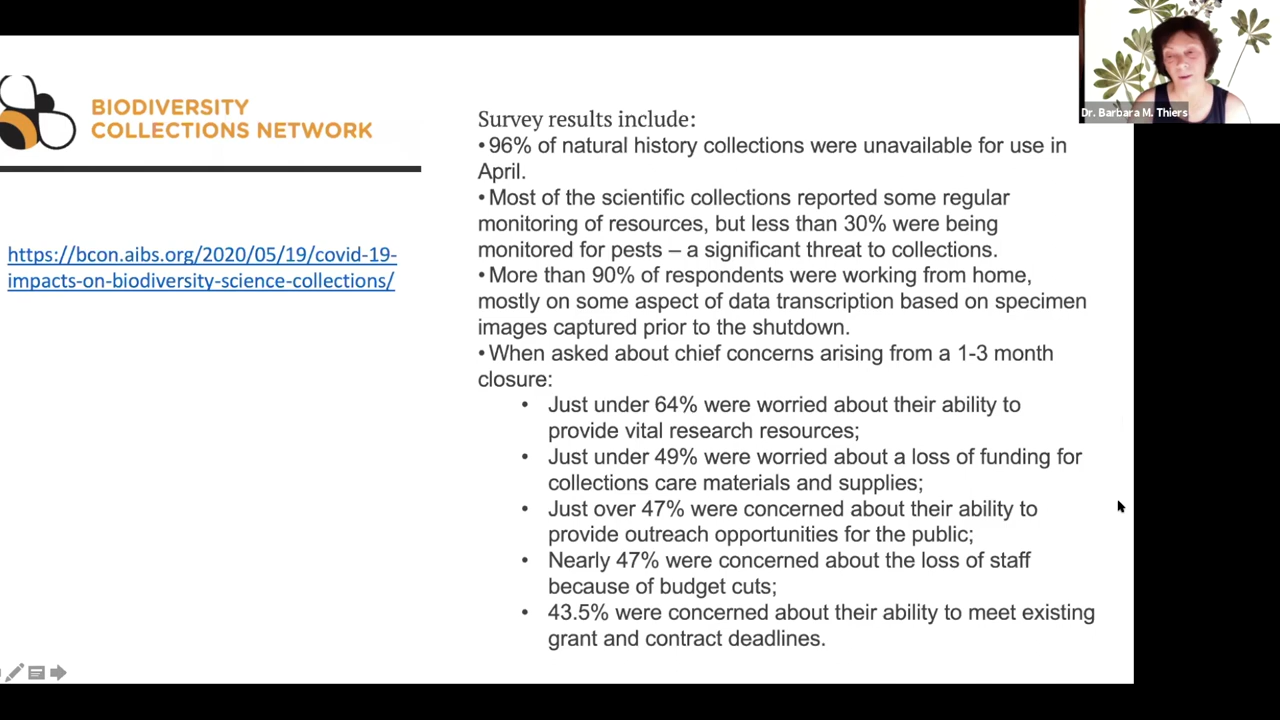 Dr. Barbara M. Thiers
BIODIVERSITY
COLLECTIONS NETWORK
https://bcon.aibs.org/2020/05/19/covid-19-
impacts-on-biodiversity-science-collections/
Survey results include:
•96% of natural history collections were unavailable for use in
April.
•Most of the scientific collections reported some regular
monitoring of resources, but less than 30% were being
monitored for pests – a significant threat to collections.
•More than 90% of respondents were working from home,
mostly on some aspect of data transcription based on specimen
images captured prior to the shutdown.
•When asked about chief concerns arising from a 1-3 month
closure:
• Just under 64% were worried about their ability to
provide vital research resources;
• Just under 49% were worried about a loss of funding for
collections care materials and supplies;
• Just over 47% were concerned about their ability to
provide outreach opportunities for the public;
• Nearly 47% were concerned about the loss of staff
because of budget cuts;
• 43.5% were concerned about their ability to meet existing
grant and contract deadlines.